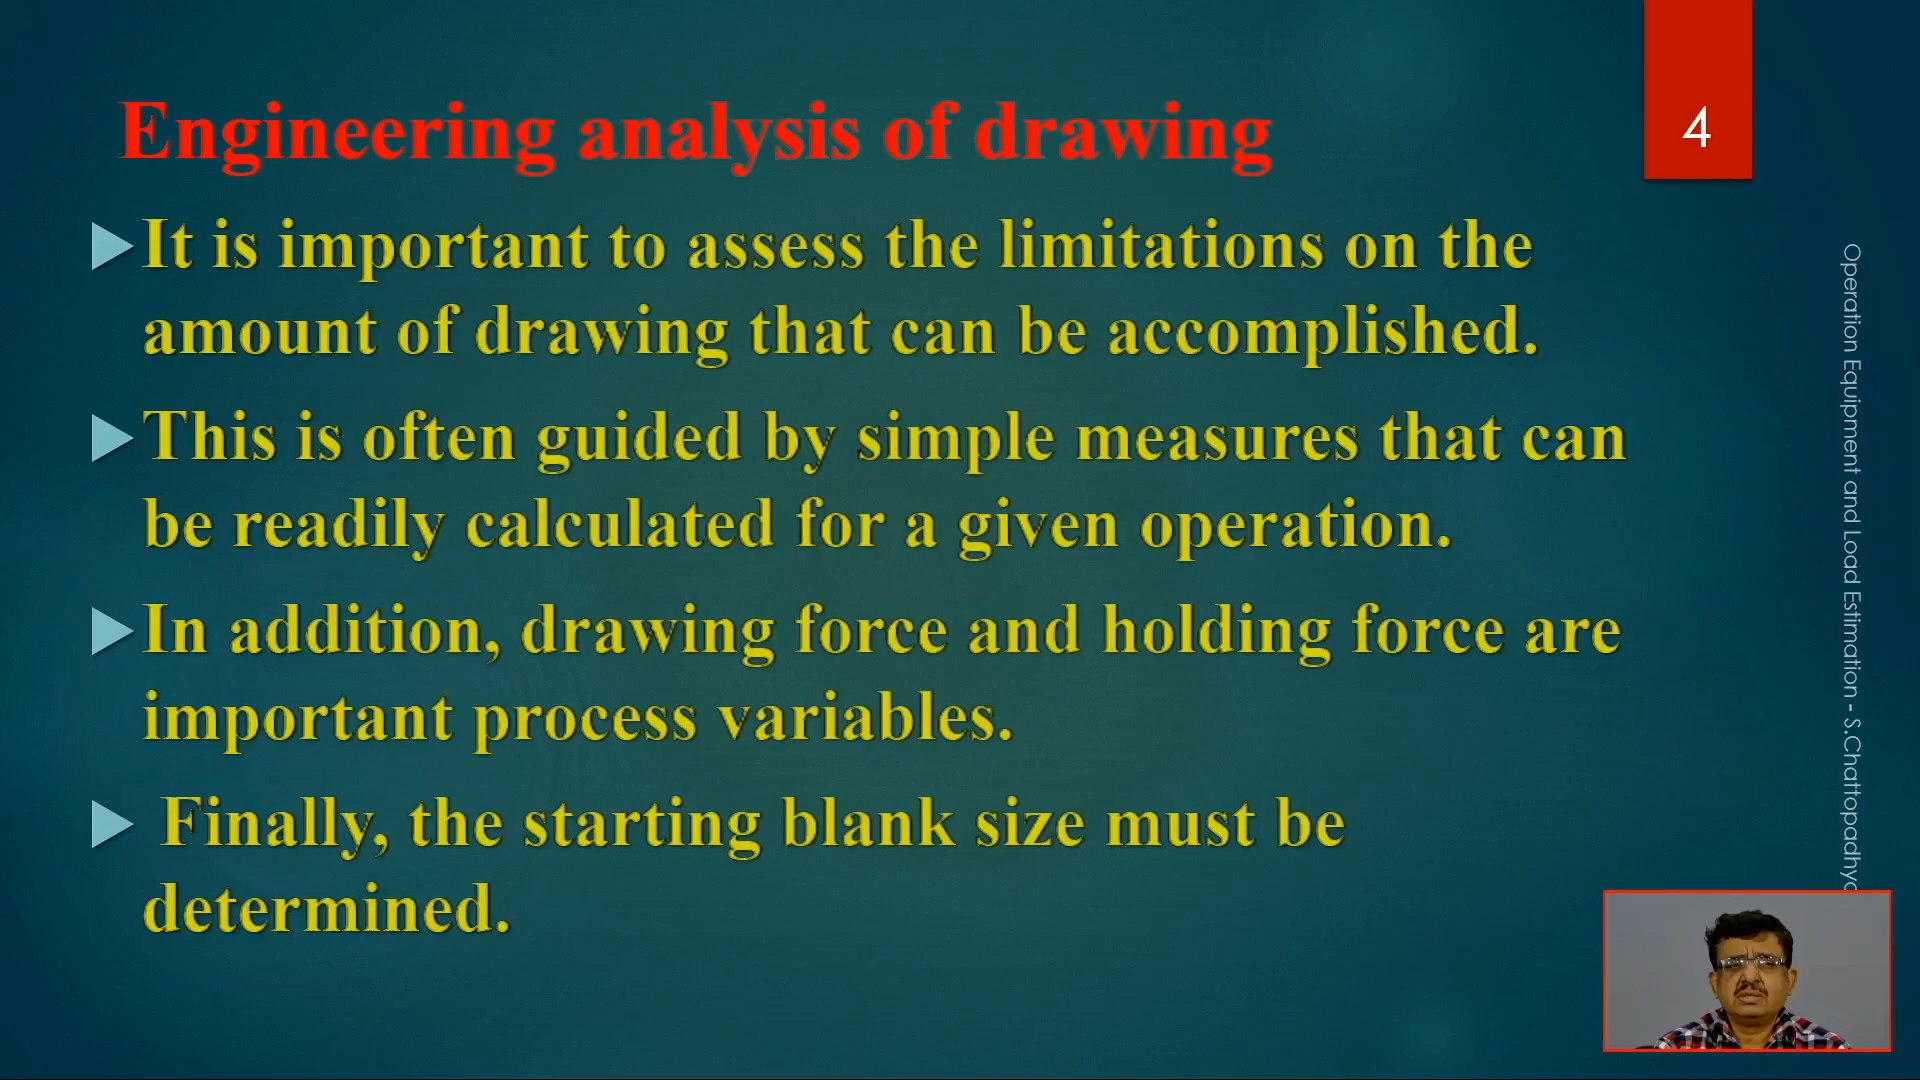 Engineering analysis of drawing
4
It is important to assess the limitations on the
amount of drawing that can be accomplished.
This is often guided by simple measures that can
be readily calculated for a given operation.
In addition, drawing force and holding force are
important process variables.
Finally, the starting blank size must be
determined.
Operation Equipment and Load Estimation - S.Chattopadhy